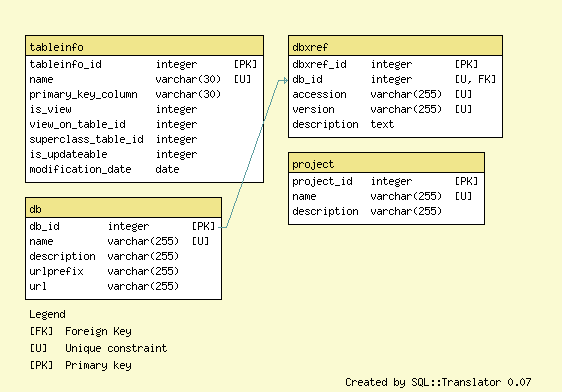 tableinfo
tableinfo_id integer [PK]
name varchar(30) [U]
primary_key_column varchar(30)
is_view integer
view_on_table_id integer
superclass_table_id integer
is_updateable integer
modification_date date
db
db_id integer [PK]
name varchar(255) [U]
description varchar(255)
urlprefix varchar(255)
url varchar(255)
dbxref
dbxref_id integer [PK]
db_id integer [U, FK]
accession varchar(255) [U]
version varchar(255) [U]
description text
project
project_id integer [PK]
name varchar(255) [U]
description varchar(255)
Legend
[FK] Foreign Key
[U] Unique constraint
[PK] Primary key
Created by SQL::Translator 0.07